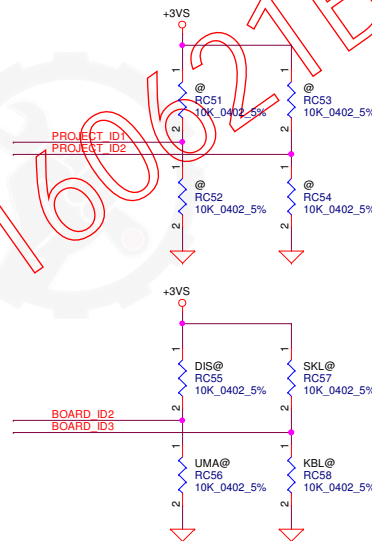 +3VS
1
1
@
RC51
10K_0402_5%
@
RC53
10K_0402_5%
2
2
PROJECT_ID1
PROJECT_ID2
1
1
@
RC52
10K_0402_5%
@
RC54
10K_0402_5%
2
2
+3VS
1
1
DIS@
RC55
10K_0402_5%
SKL@
RC57
10K_0402_5%
2
2
BOARD_ID2
BOARD_ID3
1
1
UMA@
RC56
10K_0402_5%
KBL@
RC58
10K_0402_5%
2
2